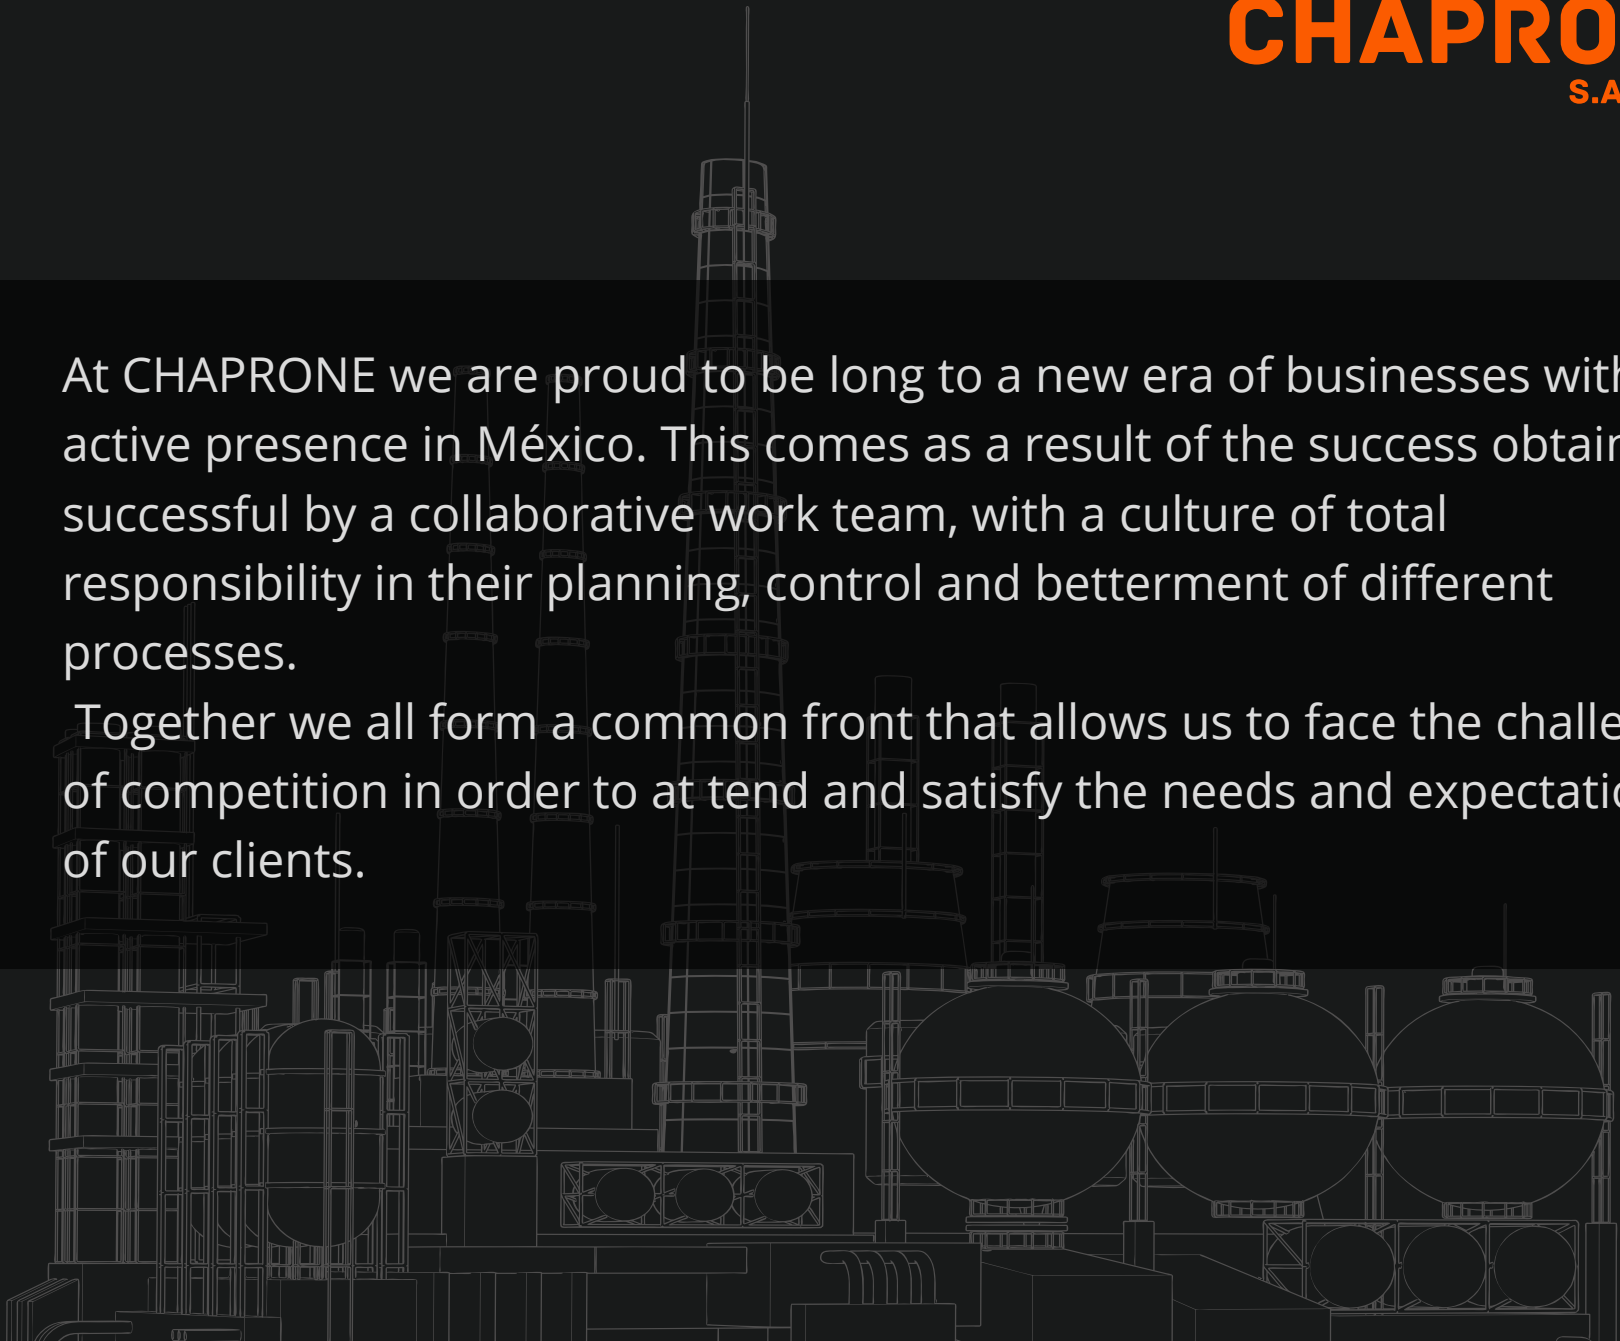 CHAPRO
S.A
At CHAPRONE we are proud to be long to a new era of businesses with
active presence in México. This comes as a result of the success obtain
successful by a collaborative work team, with a culture of total
responsibility in their planning, control and betterment of different
processes.
Together we all form a common front that allows us to face the challe
of competition in order to at tend and satisfy the needs and expectatio
of our clients.